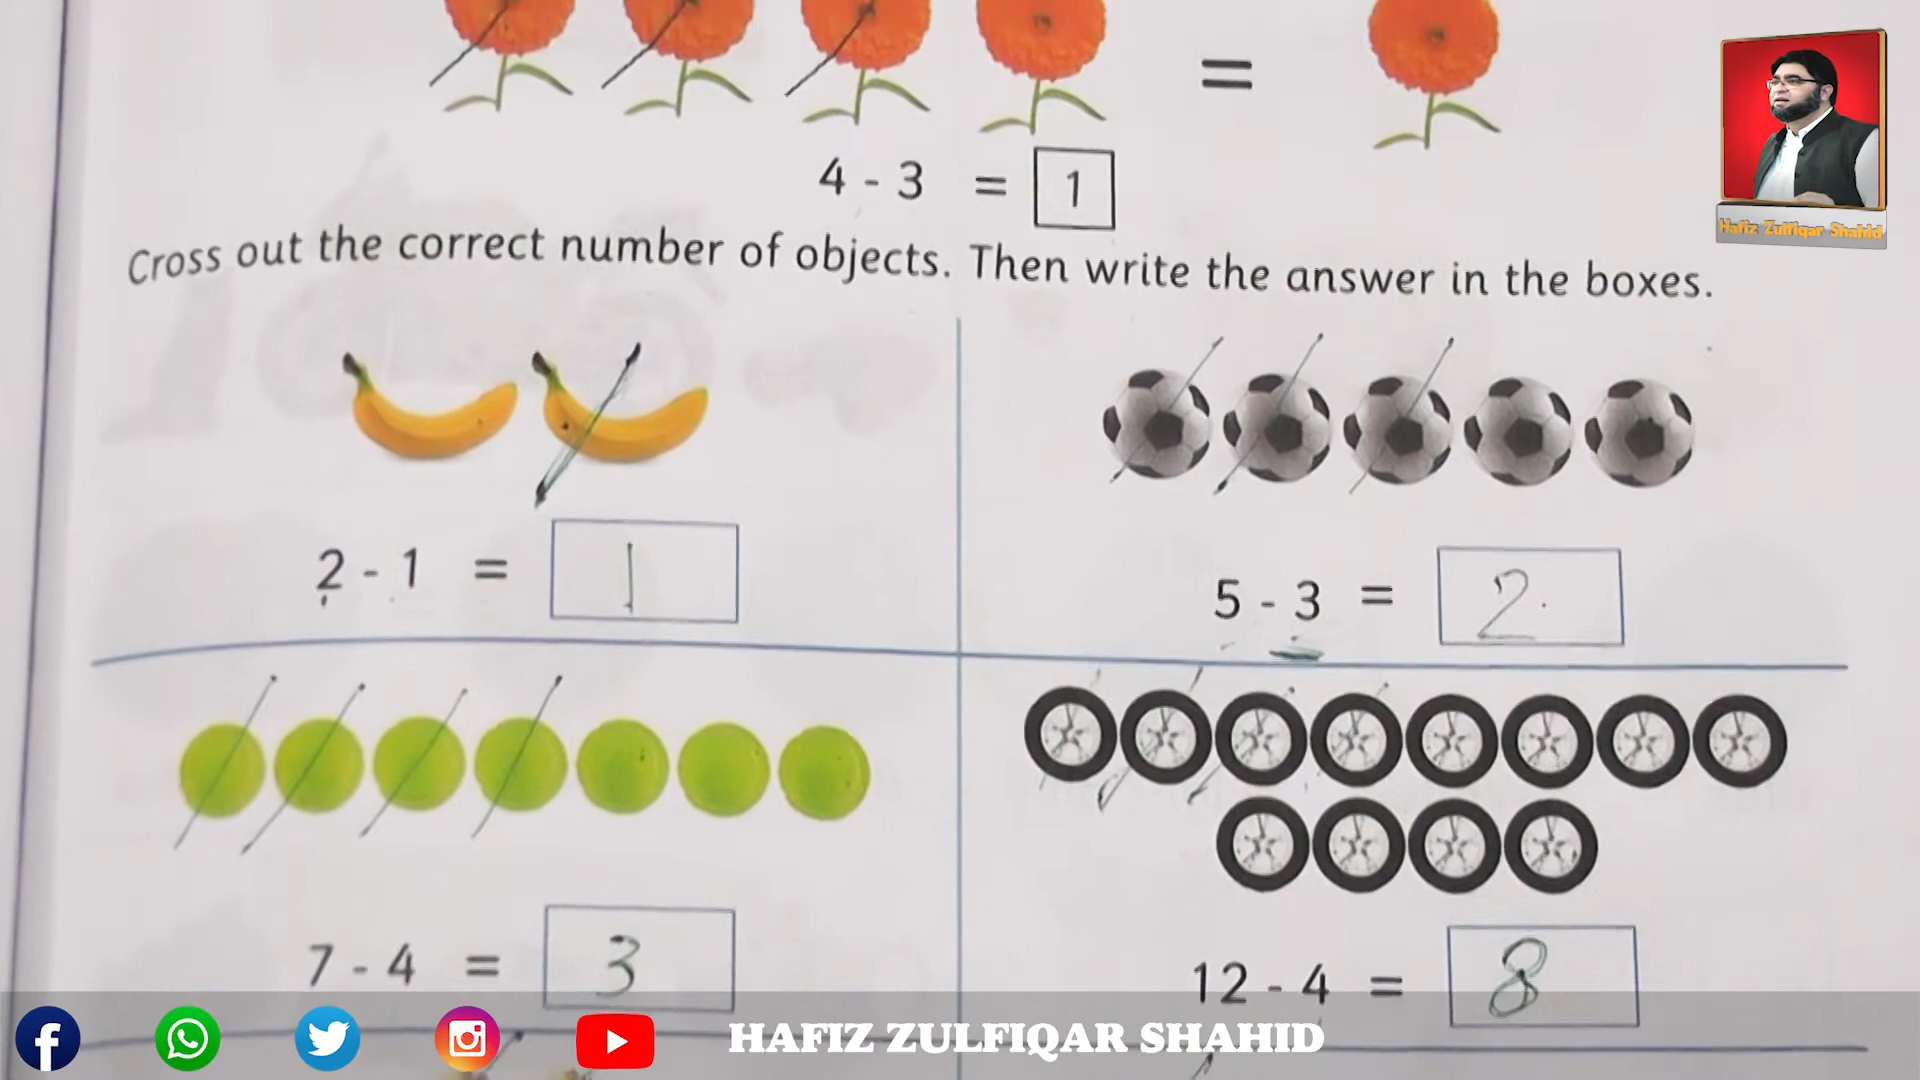 4 - 3 = 1
Hafiz Zulfiqar Shahid
Cross out the correct number of objects. Then write the answer in the boxes.
2 - 1 = 1
5 - 3 = 2
7 - 4 = 3
12 - 4 = 8
HAFIZ ZULFIQAR SHAHID